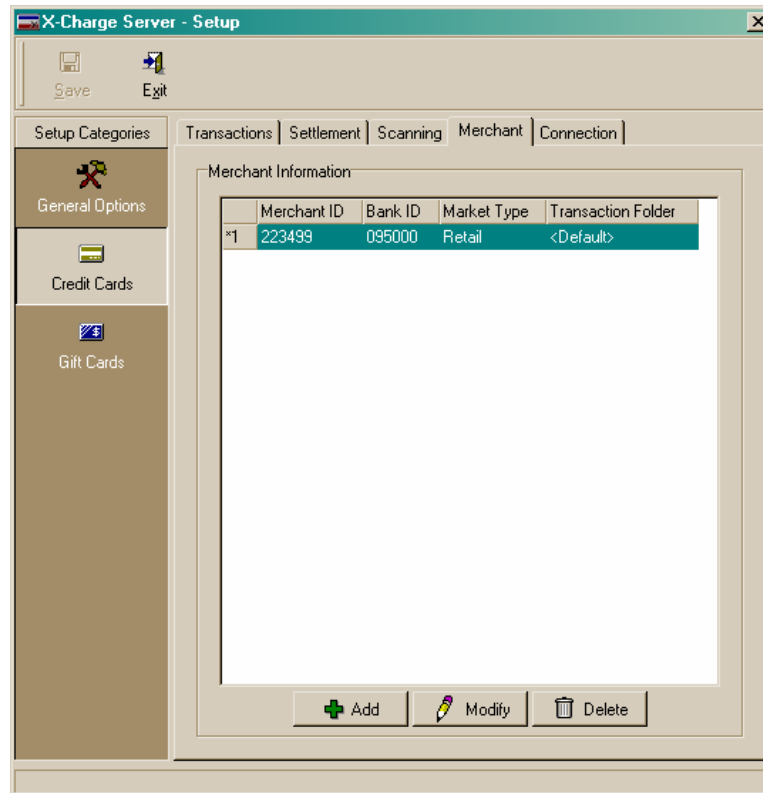 X-Charge Server - Setup
Save Exit
Setup Categories
General Options
Credit Cards
Gift Cards
Transactions Settlement Scanning Merchant Connection
Merchant Information
Merchant ID Bank ID Market Type Transaction Folder
*1 223499 095000 Retail <Default>
Add Modify Delete